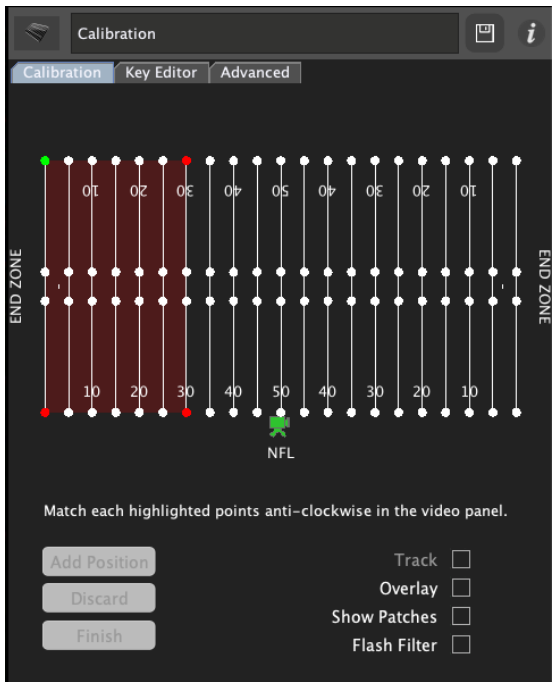 Calibration
i
Calibration Key Editor Advanced
10 20 30 40 50 40 30 20 10
END ZONE
END ZONE
10 20 30 40 50 40 30 20 10
NFL
Match each highlighted points anti-clockwise in the video panel.
Add Position
Track
Discard
Overlay
Show Patches
Finish
Flash Filter